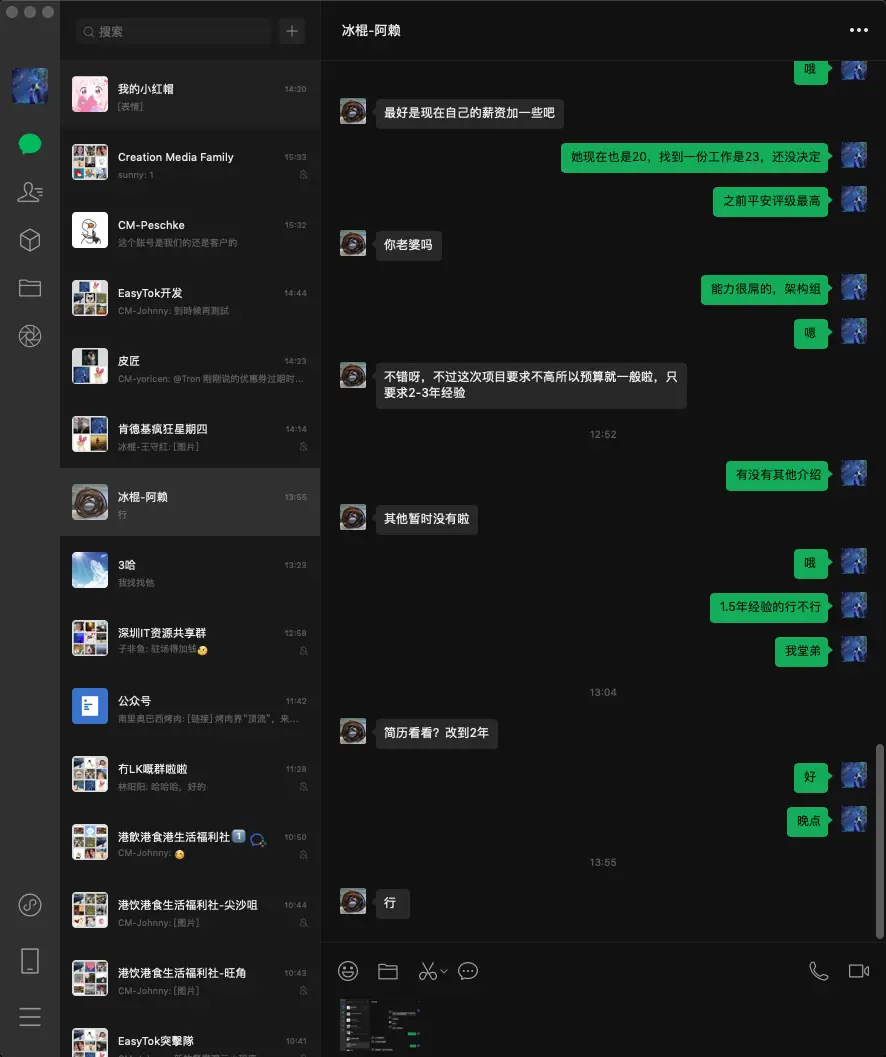 搜索
我的小红帽
14:20
[表情]
Creation Media Family
15:33
sunny: 1
CM-Peschke
15:32
这个账号是我们的还是客户的
EasyTok开发
14:44
CM-Johnny: 到時候再測試
皮匠
14:23
CM-yoricen: @Tron 刚刚说的优惠券过期时...
肯德基疯狂星期四
14:14
冰棍-王守红: [图片]
冰棍-阿赖
13:55
行
3哈
13:23
我找找他
深圳IT资源共享群
12:58
子非鱼: 驻场得加钱
公众号
11:42
南里奥巴西烤肉: [链接] 烤肉界“顶流”，来...
冇LK嘅群啦啦
11:28
林阳阳: 哈哈哈，好的
港飲港食港生活福利社1
10:50
CM-Johnny:
港饮港食生活福利社-尖沙咀
10:44
CM-Johnny: [图片]
港饮港食生活福利社-旺角
10:43
CM-Johnny: [图片]
EasyTok突擊隊
10:41
冰棍-阿赖
哦
最好是现在自己的薪资加一些吧
她现在也是20，找到一份工作是23，还没决定
之前平安评级最高
你老婆吗
能力很屌的，架构组
嗯
不错呀，不过这次项目要求不高所以预算就一般啦，只
要求2-3年经验
12:52
有没有其他介绍
其他暂时没有啦
哦
1.5年经验的行不行
我堂弟
13:04
简历看看？改到2年
好
晚点
13:55
行